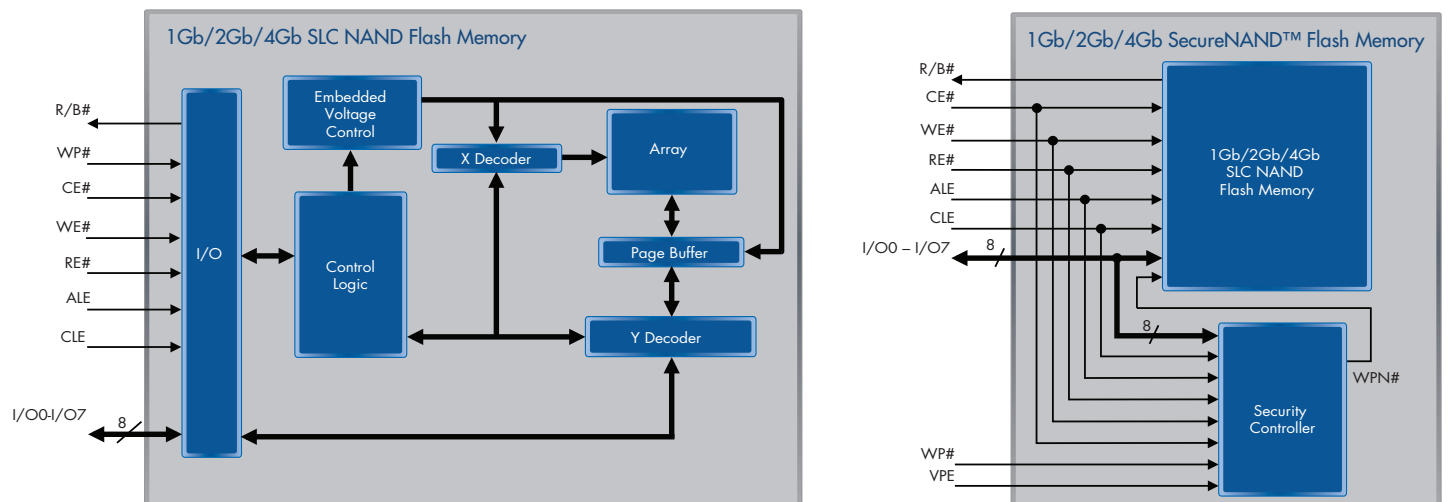 1Gb/2Gb/4Gb SLC NAND Flash Memory
R/B#
WP#
CE#
WE#
RE#
ALE
CLE
I/O0-I/O7
8
I/O
Embedded
Voltage
Control
Control
Logic
X Decoder
Array
Page Buffer
Y Decoder
1Gb/2Gb/4Gb SecureNAND™ Flash Memory
R/B#
CE#
WE#
RE#
ALE
CLE
I/O0 – I/O7
8
1Gb/2Gb/4Gb
SLC NAND
Flash Memory
8
WPN#
Security
Controller
WP#
VPE